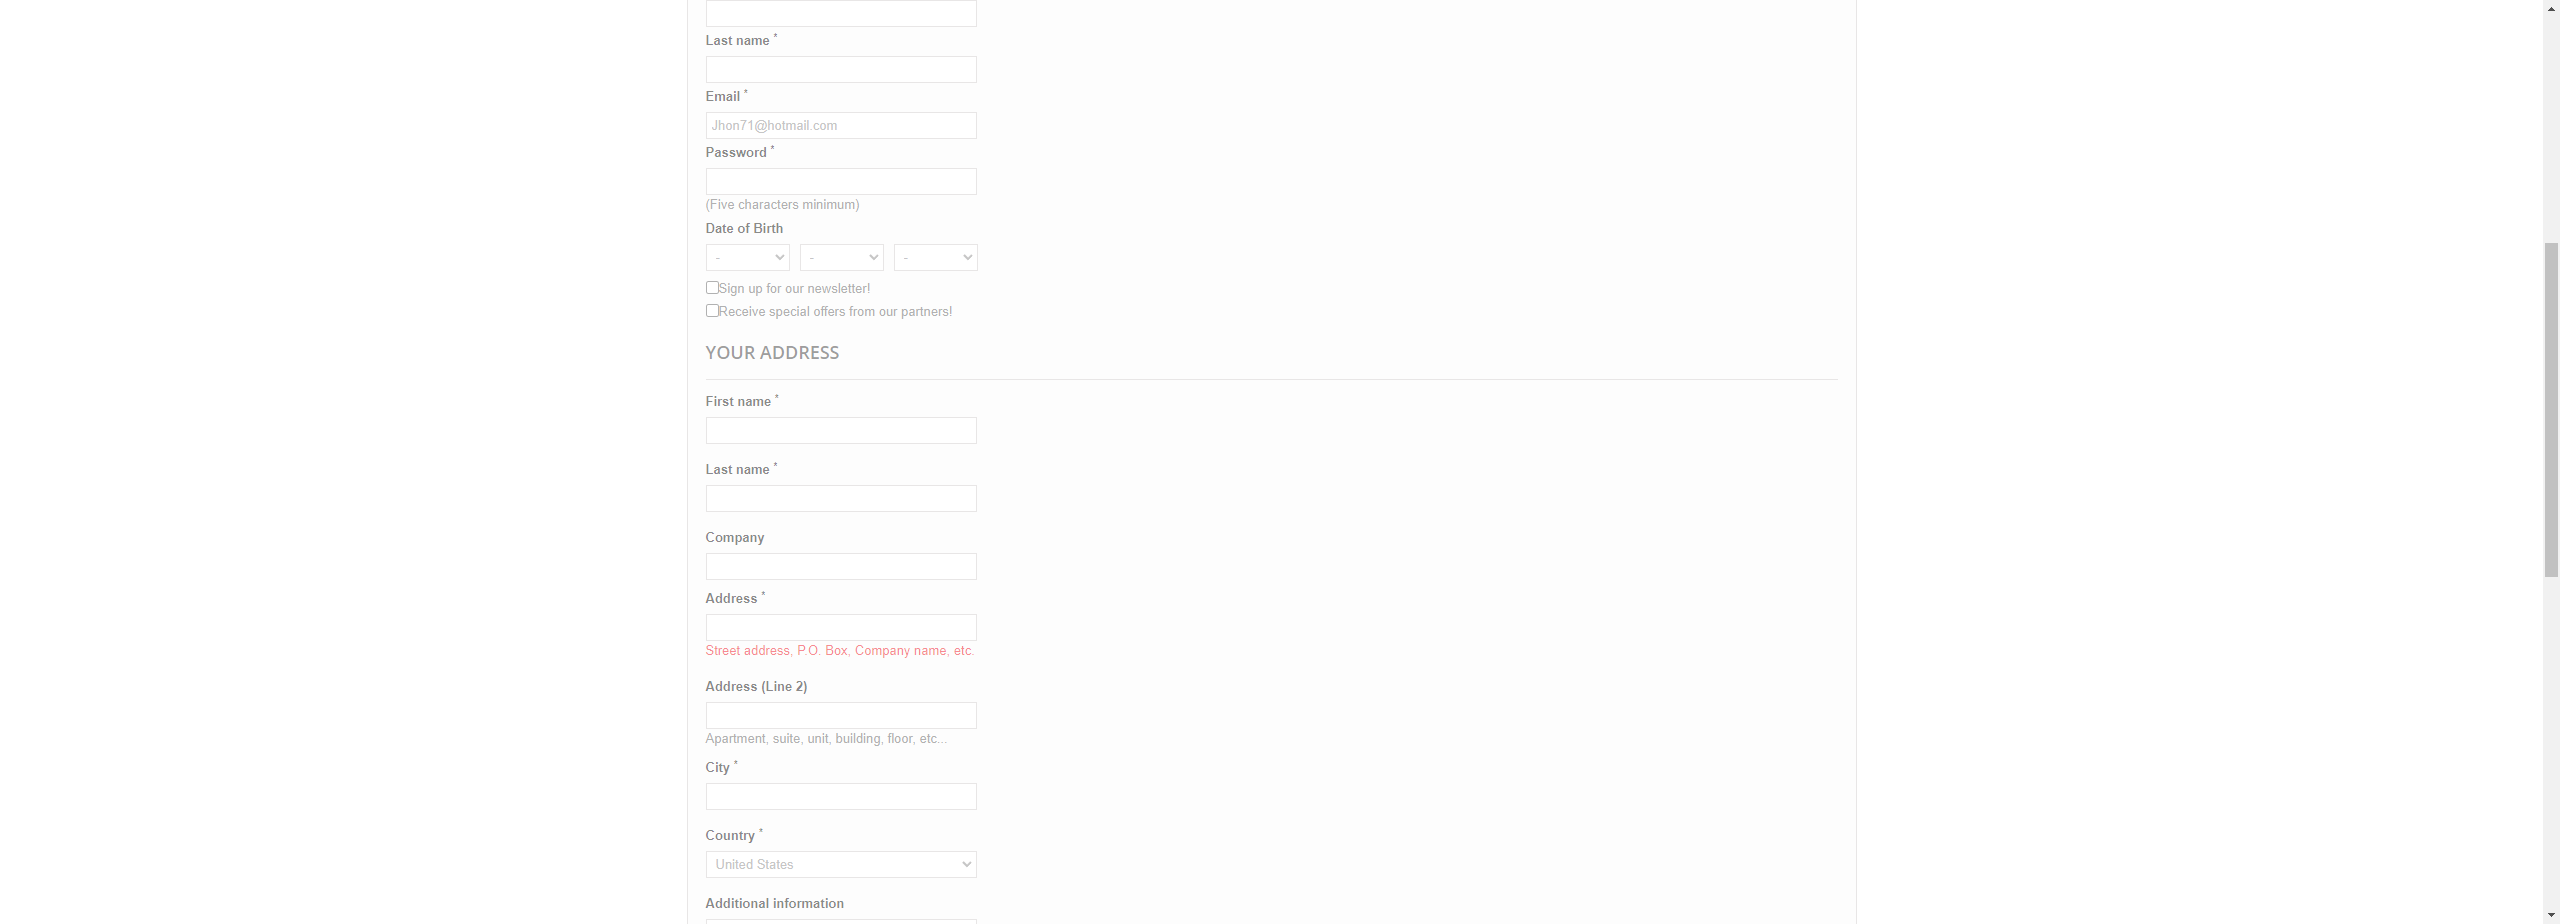 Last name *
Email *
Jhon71@hotmail.com
Password *
(Five characters minimum)
Date of Birth
- - -
Sign up for our newsletter!
Receive special offers from our partners!
YOUR ADDRESS
First name *
Last name *
Company
Address *
Street address, P.O. Box, Company name, etc.
Address (Line 2)
Apartment, suite, unit, building, floor, etc...
City *
Country *
United States
Additional information